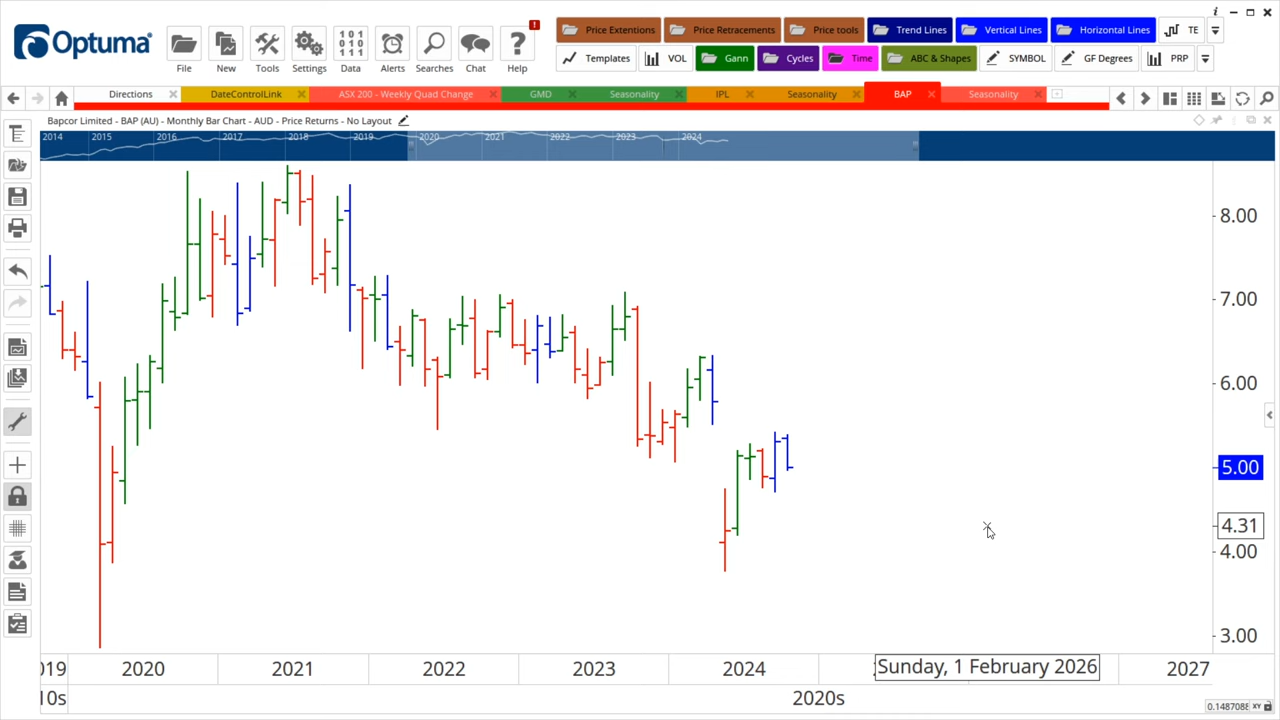 Optuma
File
New
Tools
Settings
Data
Alerts
Searches
Chat
Help
Price Extentions
Price Retracements
Price tools
Trend Lines
Vertical Lines
Horizontal Lines
TE
Templates
VOL
Gann
Cycles
Time
ABC & Shapes
SYMBOL
GF Degrees
PRP
Directions
DateControlLink
ASX 200 - Weekly Quad Change
GMD
Seasonality
IPL
Seasonality
BAP
Seasonality
Bapcor Limited - BAP (AU) - Monthly Bar Chart - AUD - Price Returns - No Layout
2014
2015
2016
2017
2018
2019
2020
2021
2022
2023
2024
8.00
7.00
6.00
5.00
4.31
4.00
3.00
019
2020
2021
2022
2023
2024
Sunday, 1 February 2026
2027
10s
2020s
0.1487088
XY